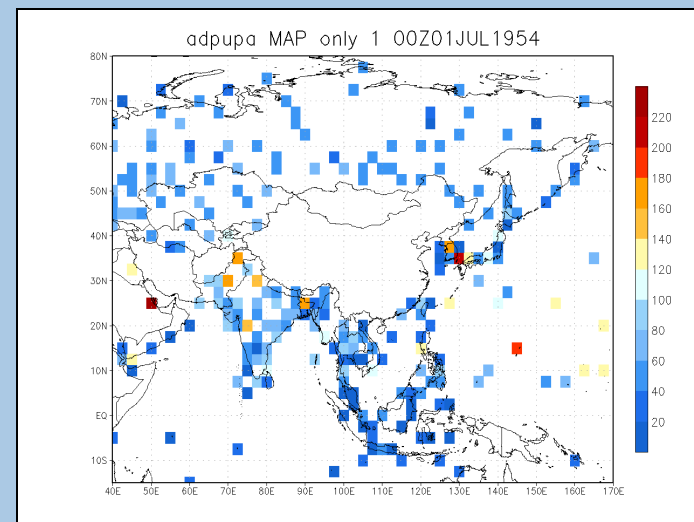 adpupa MAP only 1 00Z01JUL1954
80N
70N
60N
50N
40N
30N
20N
10N
EQ
10S
40E 50E 60E 70E 80E 90E 100E 110E 120E 130E 140E 150E 160E 170E
220
200
180
160
140
120
100
80
60
40
20